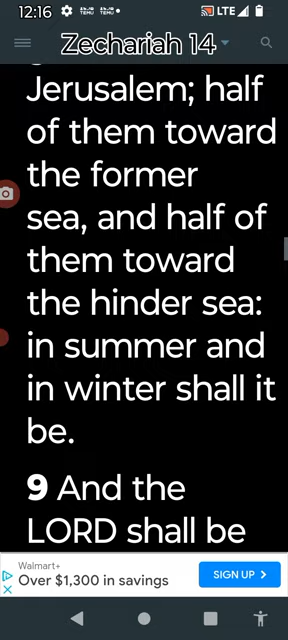 12:16
LTE
Zechariah 14
Jerusalem; half
of them toward
the former
sea, and half of
them toward
the hinder sea:
in summer and
in winter shall it
be.
9 And the
LORD shall be
Walmart+
Over $1,300 in savings
SIGN UP